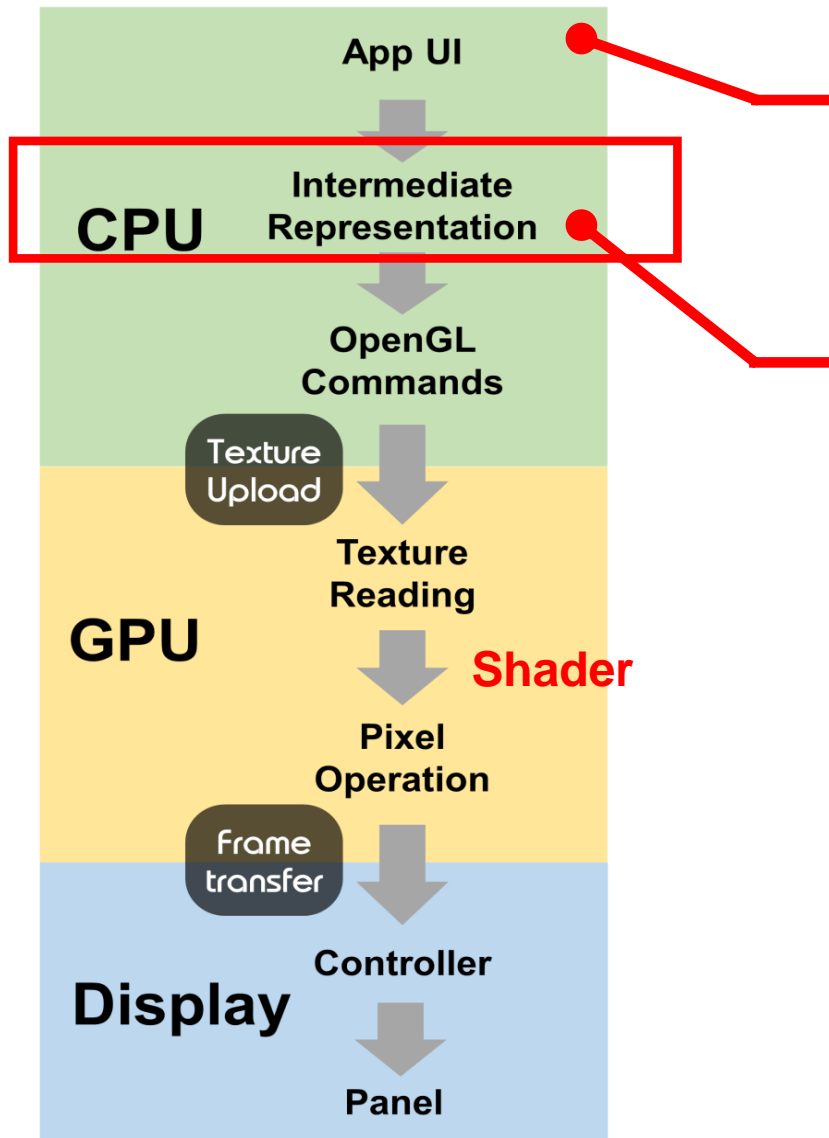 App UI
Intermediate
CPU
Representation
OpenGL
Commands
Texture
Upload
Texture
Reading
GPU
Shader
Pixel
Operation
Frame
transfer
Controller
Display
Panel